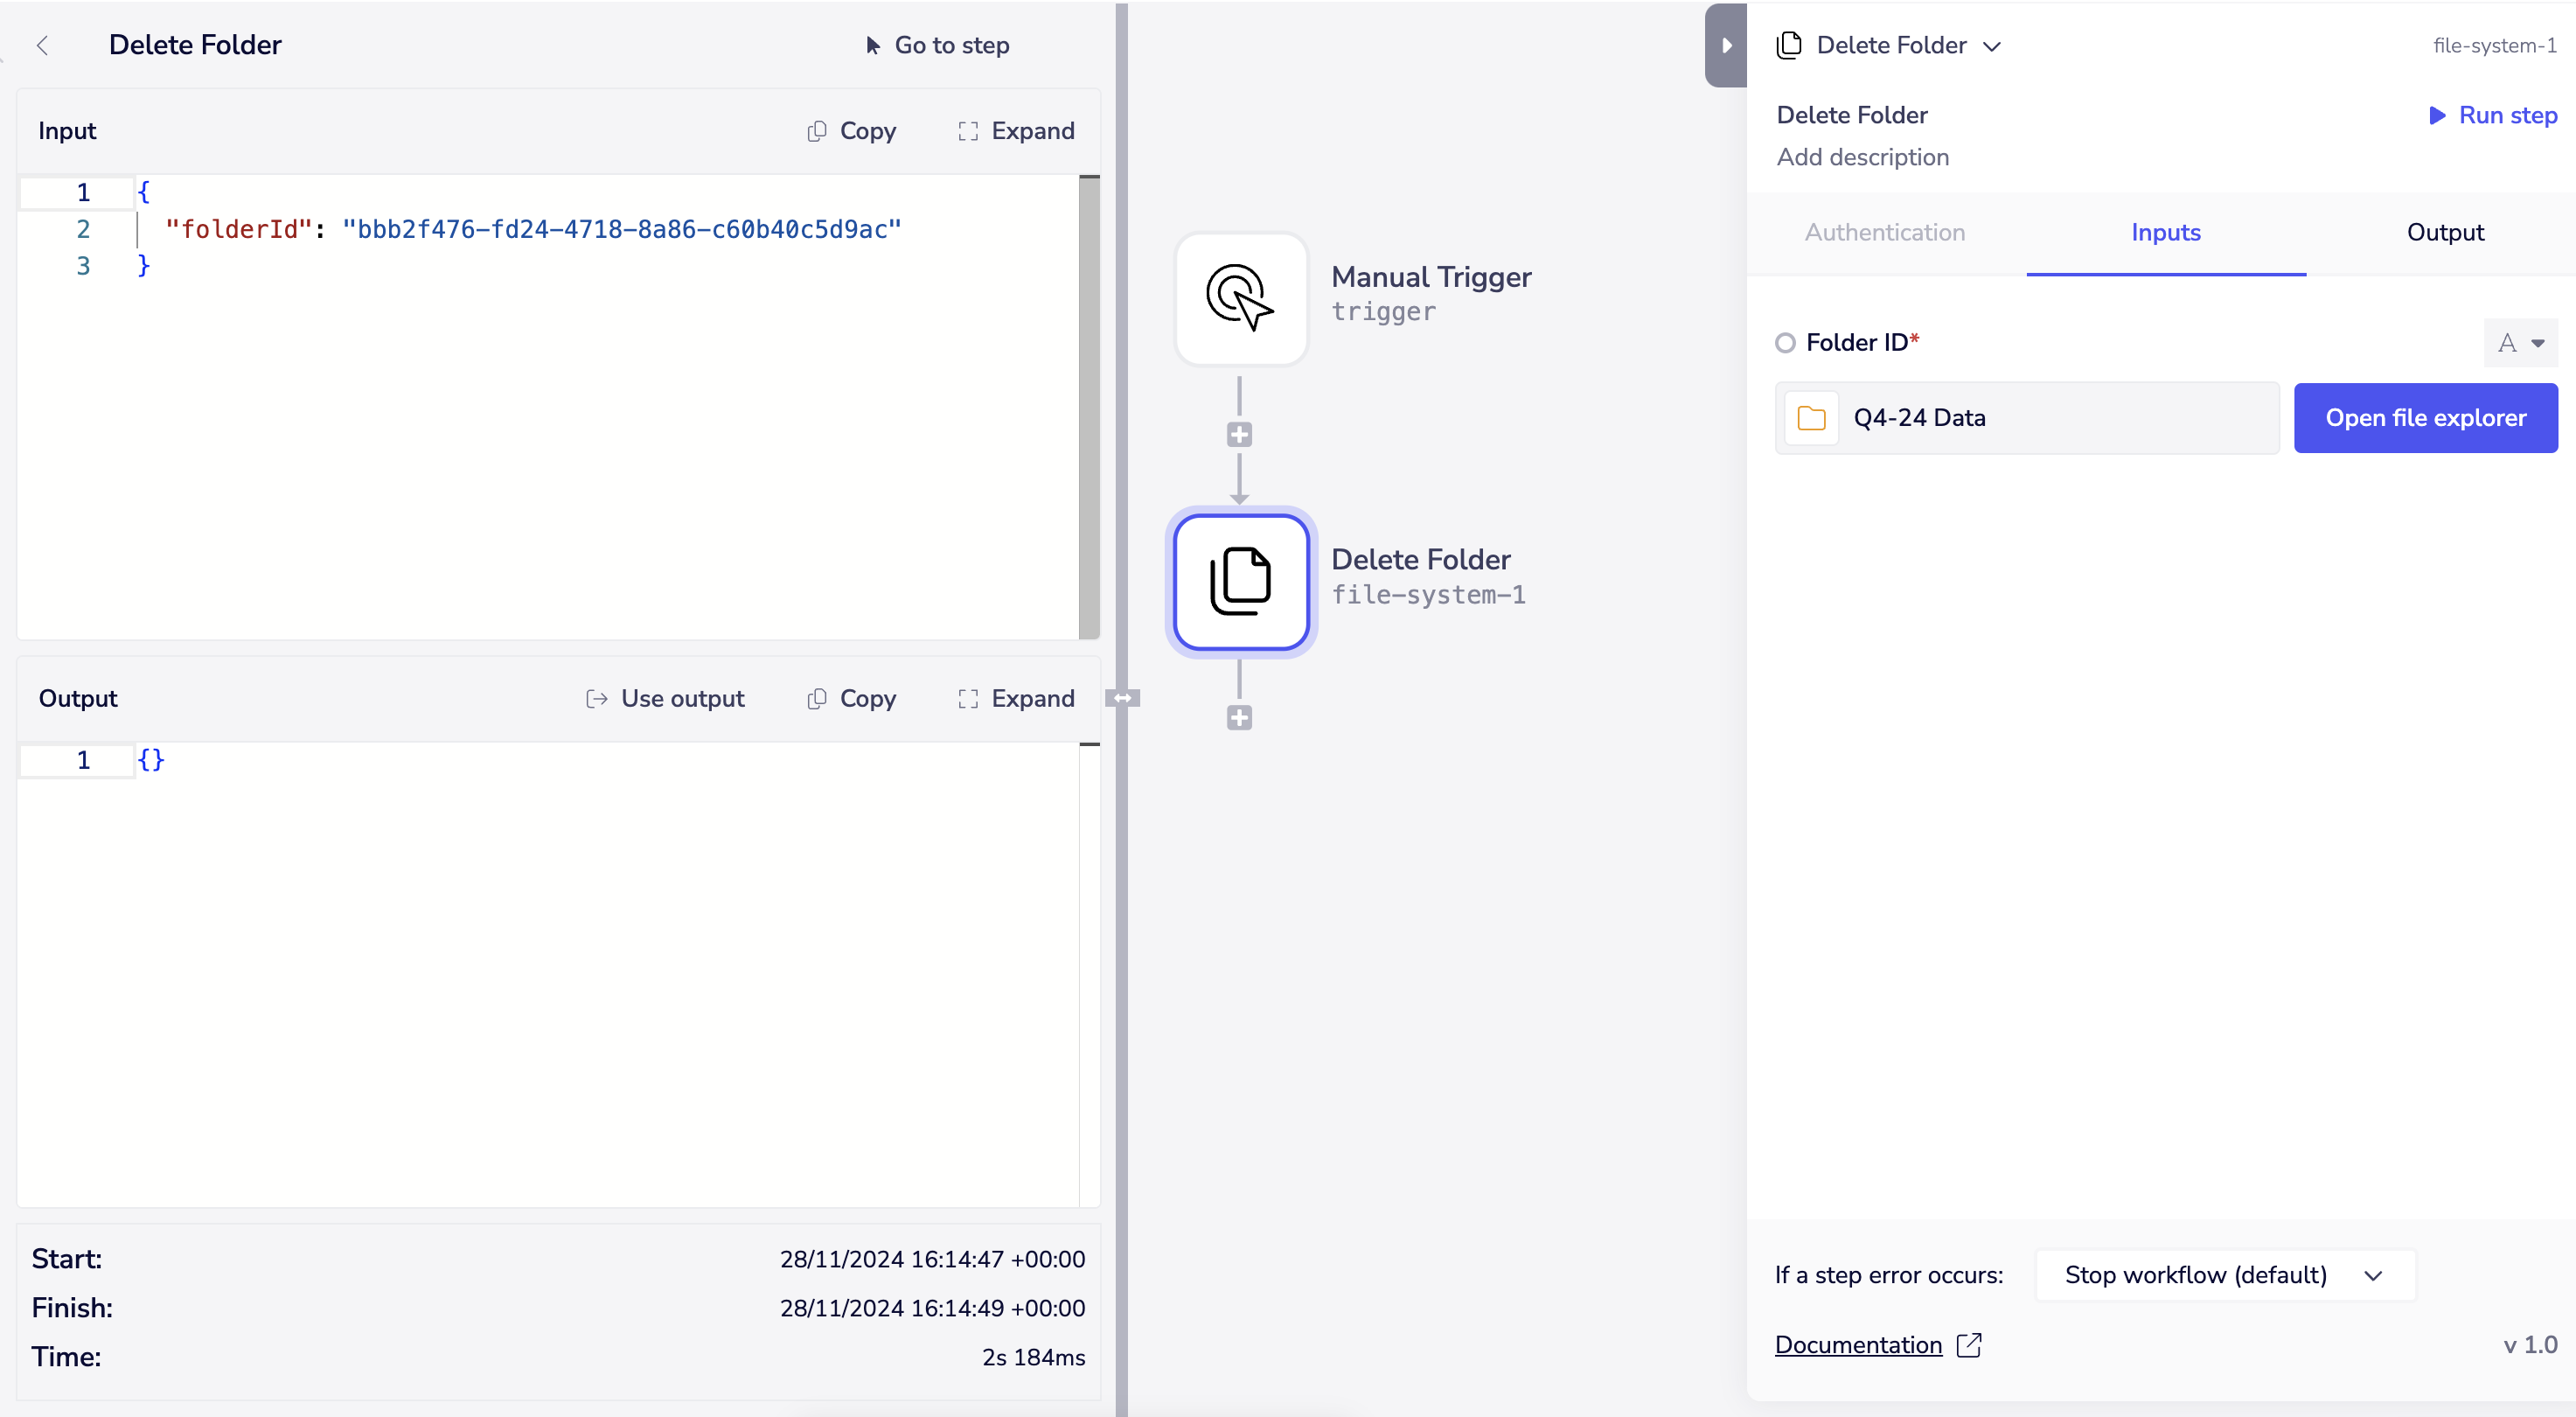 Delete Folder
Go to step
Input
Copy
Expand
1 {
2 "folderId": "bbb2f476-fd24-4718-8a86-c60b40c5d9ac"
3 }
Output
Use output
Copy
Expand
1 {}
Start: 28/11/2024 16:14:47 +00:00
Finish: 28/11/2024 16:14:49 +00:00
Time: 2s 184ms
Manual Trigger
trigger
Delete Folder
file-system-1
Delete Folder
file-system-1
Delete Folder
Run step
Add description
Authentication
Inputs
Output
Folder ID*
A
Q4-24 Data
Open file explorer
If a step error occurs: Stop workflow (default)
Documentation
v 1.0